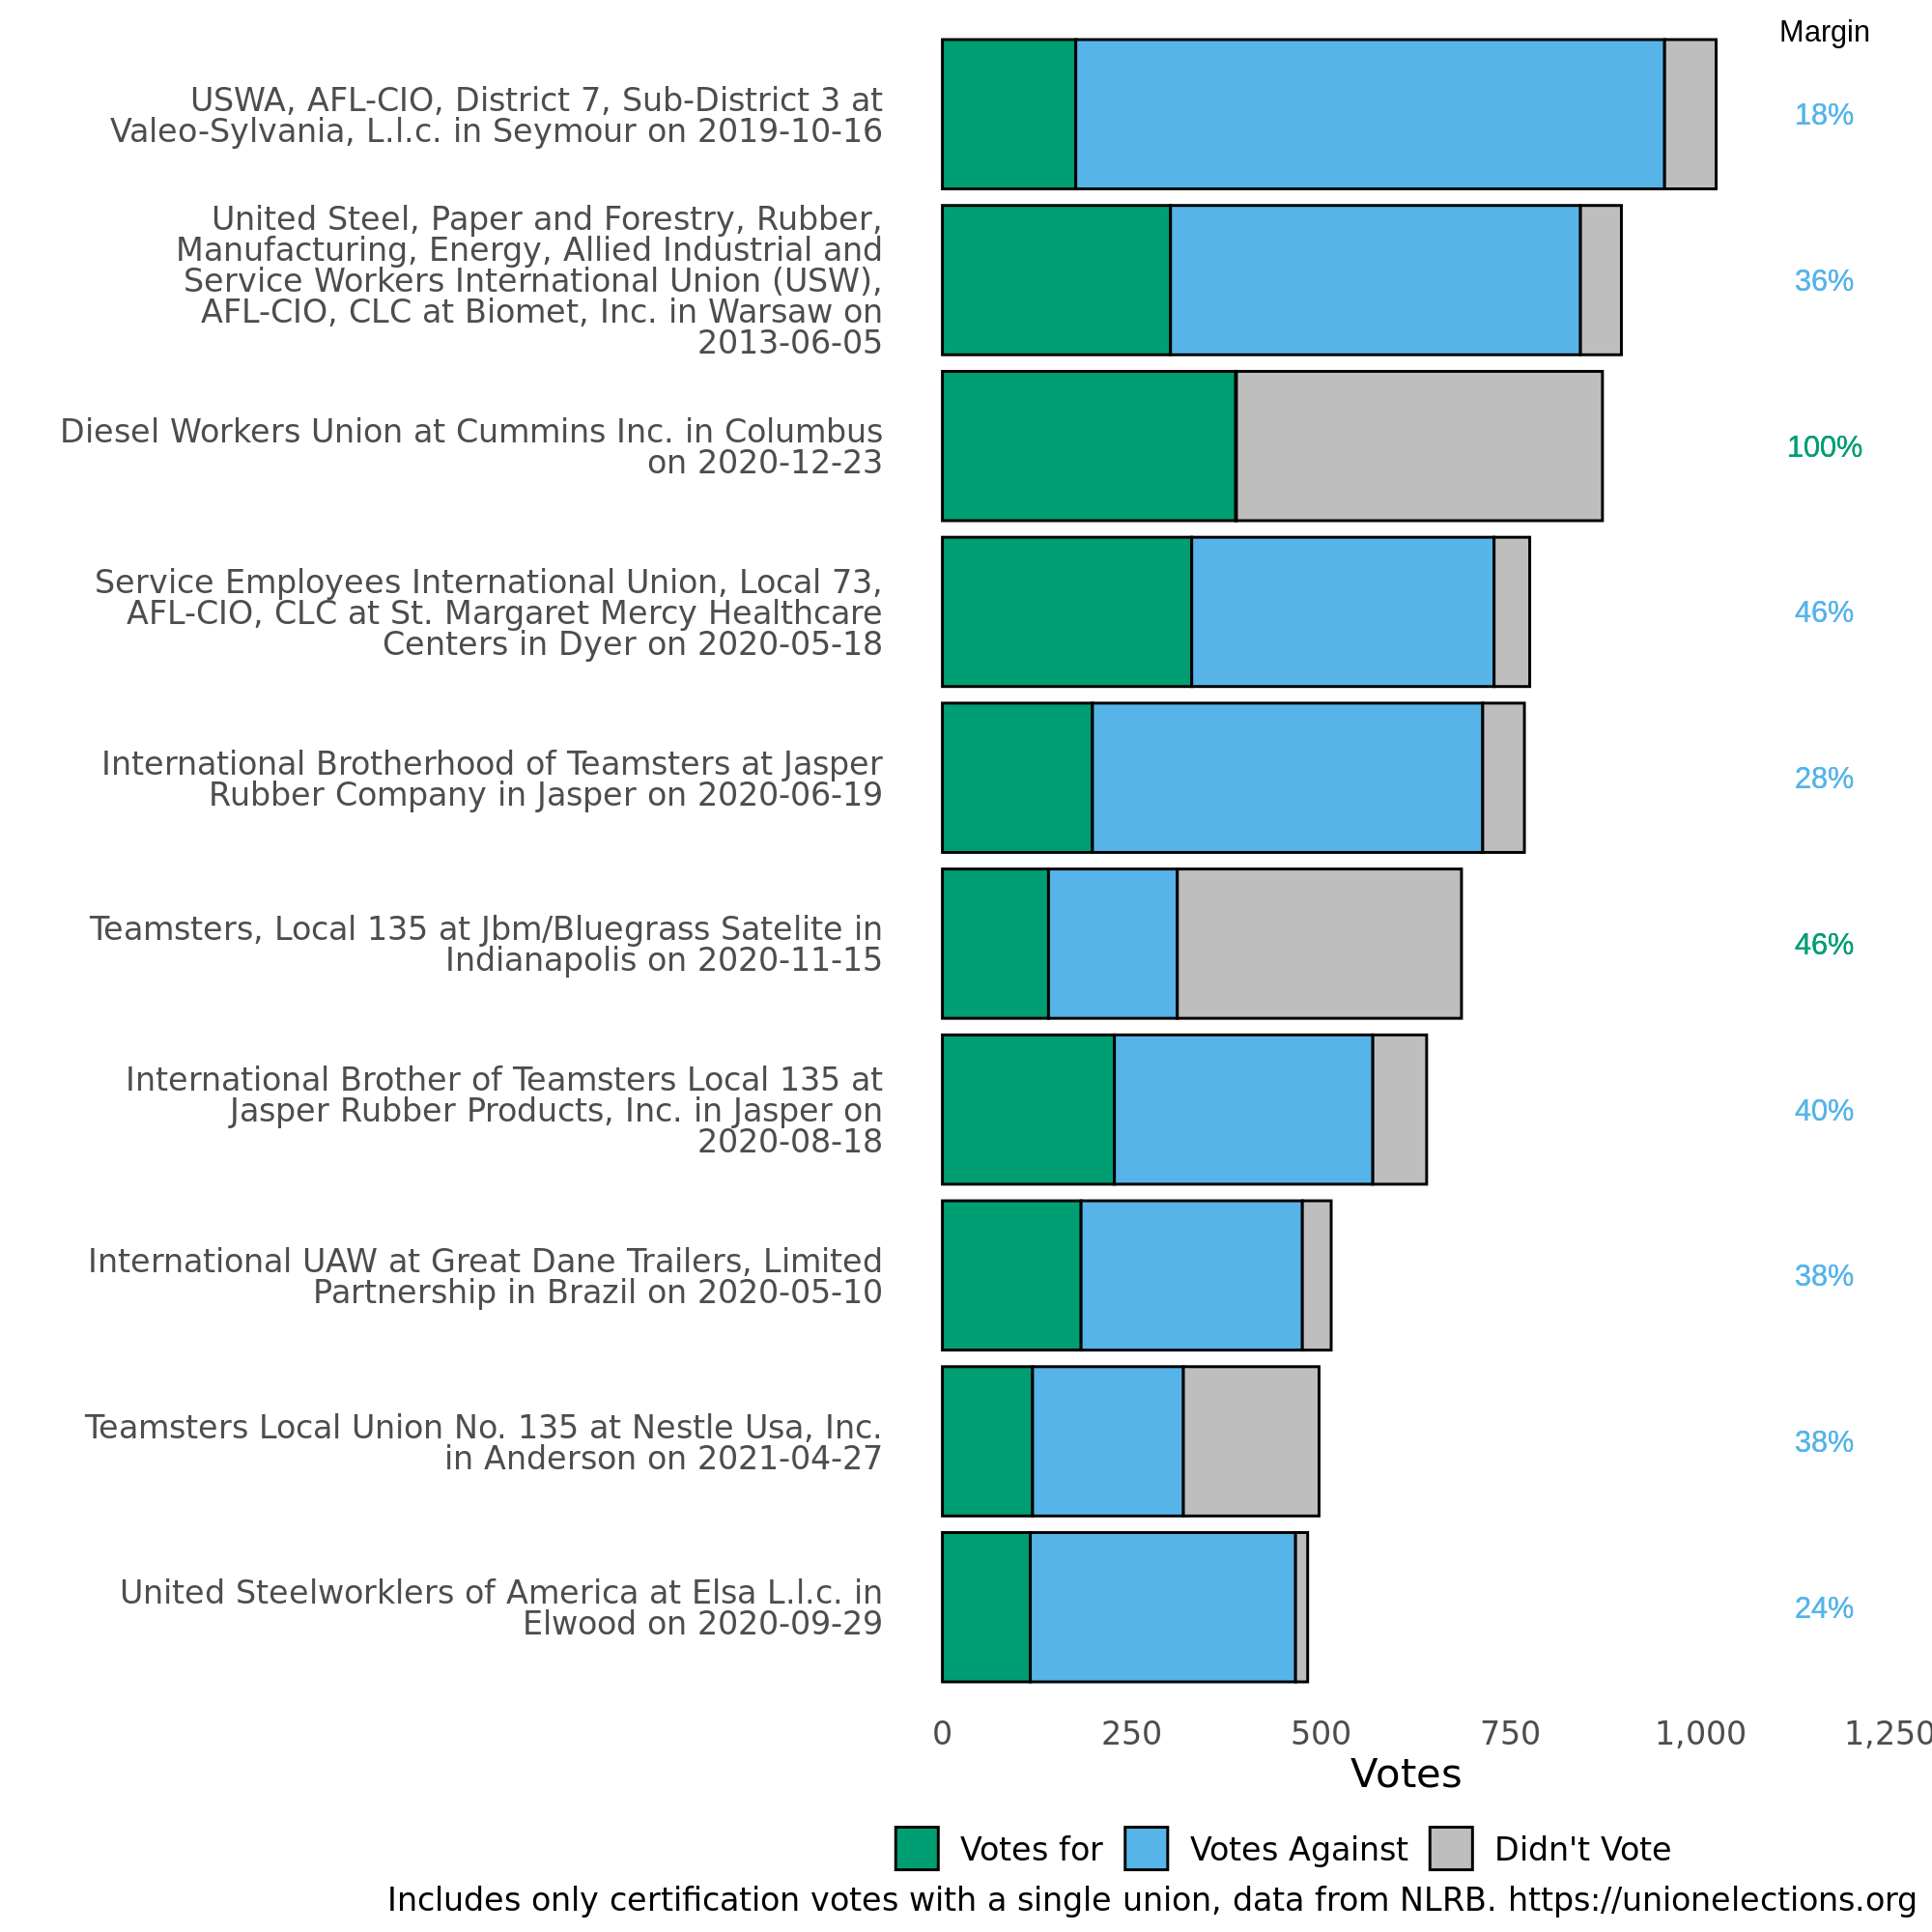 Margin
USWA, AFL-CIO, District 7, Sub-District 3 at
Valeo-Sylvania, L.l.c. in Seymour on 2019-10-16
18%
United Steel, Paper and Forestry, Rubber,
Manufacturing, Energy, Allied Industrial and
Service Workers International Union (USW),
AFL-CIO, CLC at Biomet, Inc. in Warsaw on
2013-06-05
36%
Diesel Workers Union at Cummins Inc. in Columbus
on 2020-12-23
100%
Service Employees International Union, Local 73,
AFL-CIO, CLC at St. Margaret Mercy Healthcare
Centers in Dyer on 2020-05-18
46%
International Brotherhood of Teamsters at Jasper
Rubber Company in Jasper on 2020-06-19
28%
Teamsters, Local 135 at Jbm/Bluegrass Satelite in
Indianapolis on 2020-11-15
46%
International Brother of Teamsters Local 135 at
Jasper Rubber Products, Inc. in Jasper on
2020-08-18
40%
International UAW at Great Dane Trailers, Limited
Partnership in Brazil on 2020-05-10
38%
Teamsters Local Union No. 135 at Nestle Usa, Inc.
in Anderson on 2021-04-27
38%
United Steelworklers of America at Elsa L.l.c. in
Elwood on 2020-09-29
24%
0 250 500 750 1,000 1,250
Votes
Votes for Votes Against Didn't Vote
Includes only certification votes with a single union, data from NLRB. https://unionelections.org